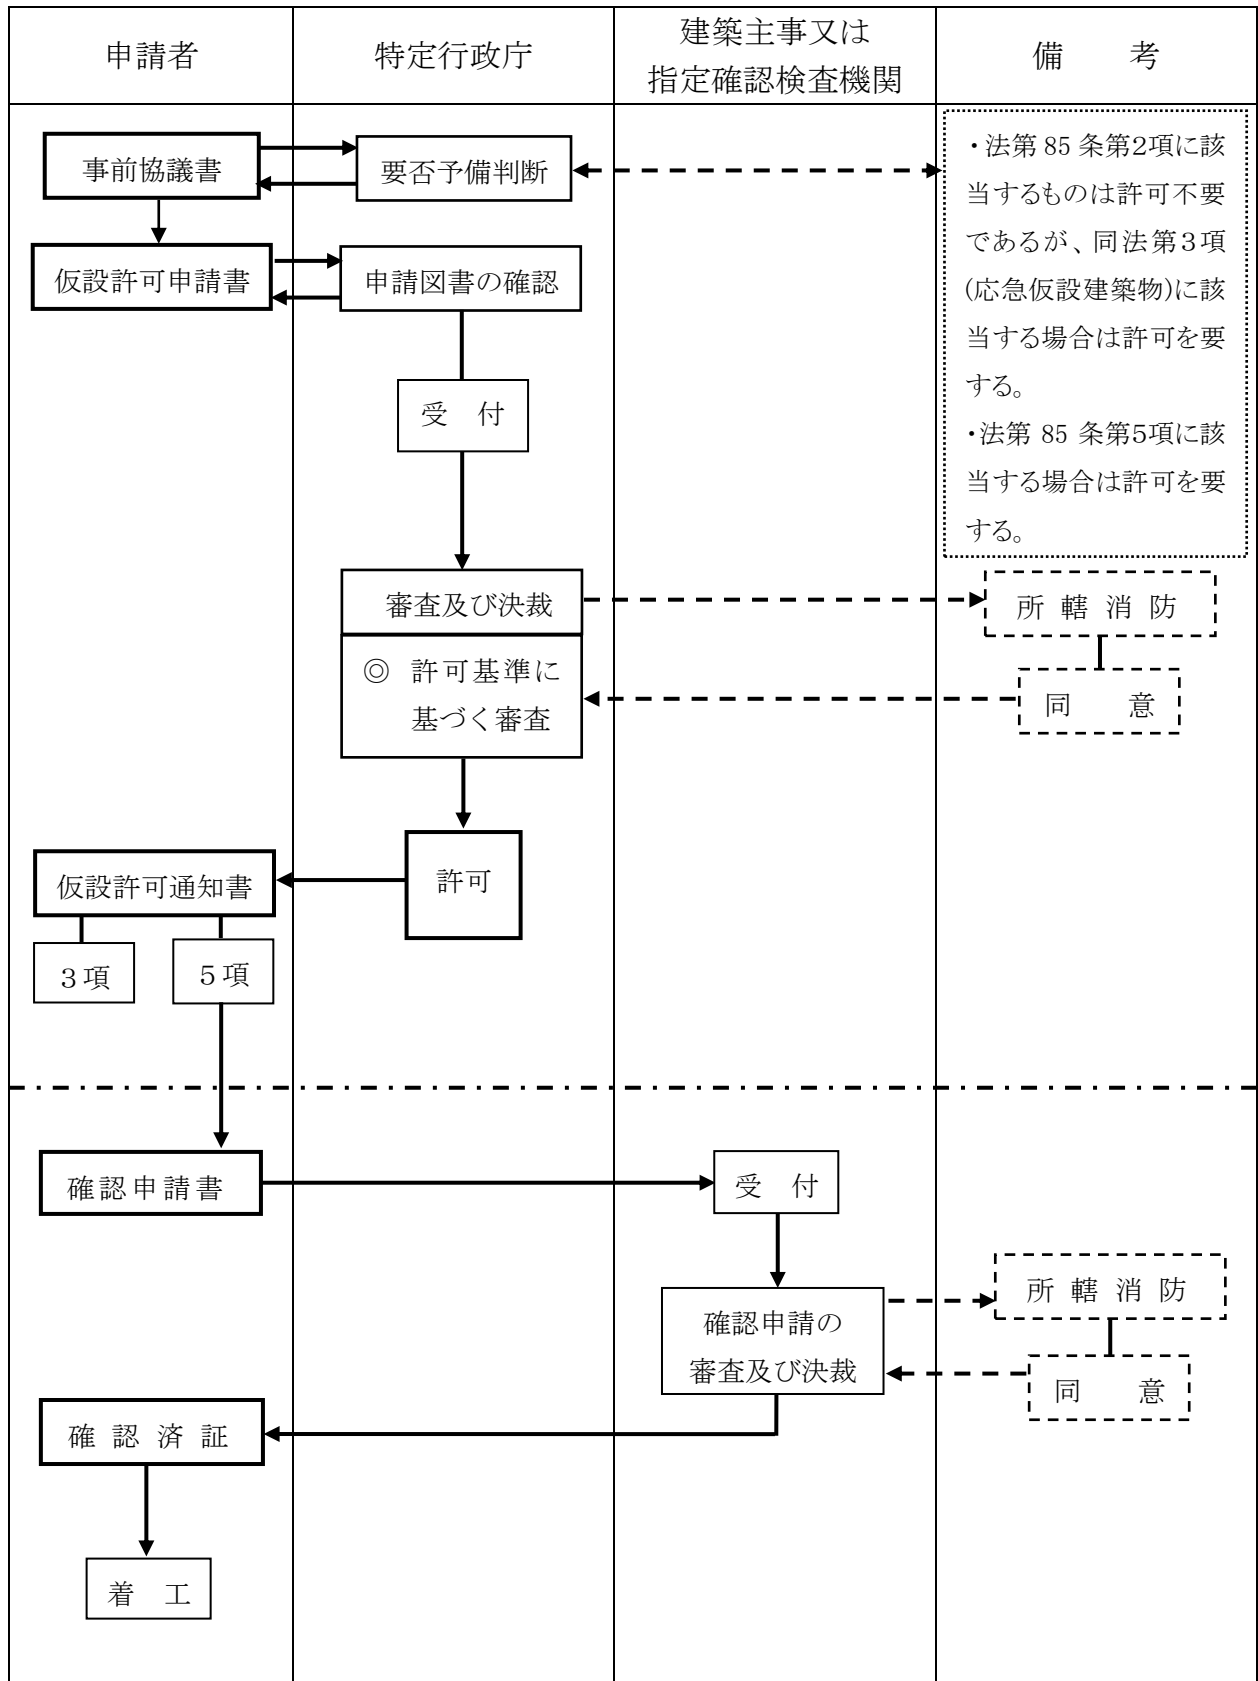 申請者
特定行政庁
建築主事又は
指定確認検査機関
備　考
事前協議書
要否予備判断
・法第 85 条第2項に該
当するものは許可不要
であるが、同法第3項
(応急仮設建築物)に該
当する場合は許可を要
する。
・法第 85 条第5項に該
当する場合は許可を要
する。
仮設許可申請書
申請図書の確認
受　付
審査及び決裁
所 轄 消 防
◎ 許可基準に
基づく審査
同　意
許可
仮設許可通知書
３項
５項
確認申請書
受　付
確認申請の
審査及び決裁
所 轄 消 防
同　意
確 認 済 証
着　工